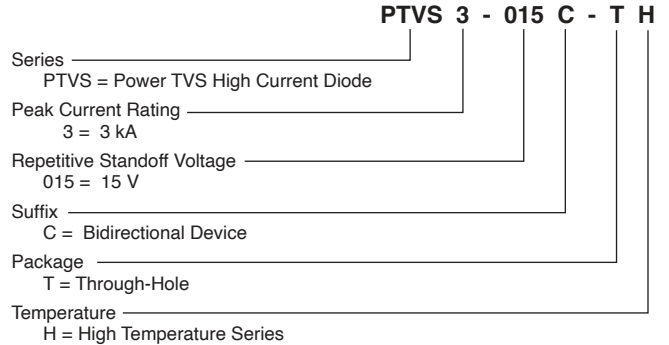 PTVS 3 - 015 C - T H
Series
PTVS = Power TVS High Current Diode
Peak Current Rating
3 = 3 kA
Repetitive Standoff Voltage
015 = 15 V
Suffix
C = Bidirectional Device
Package
T = Through-Hole
Temperature
H = High Temperature Series